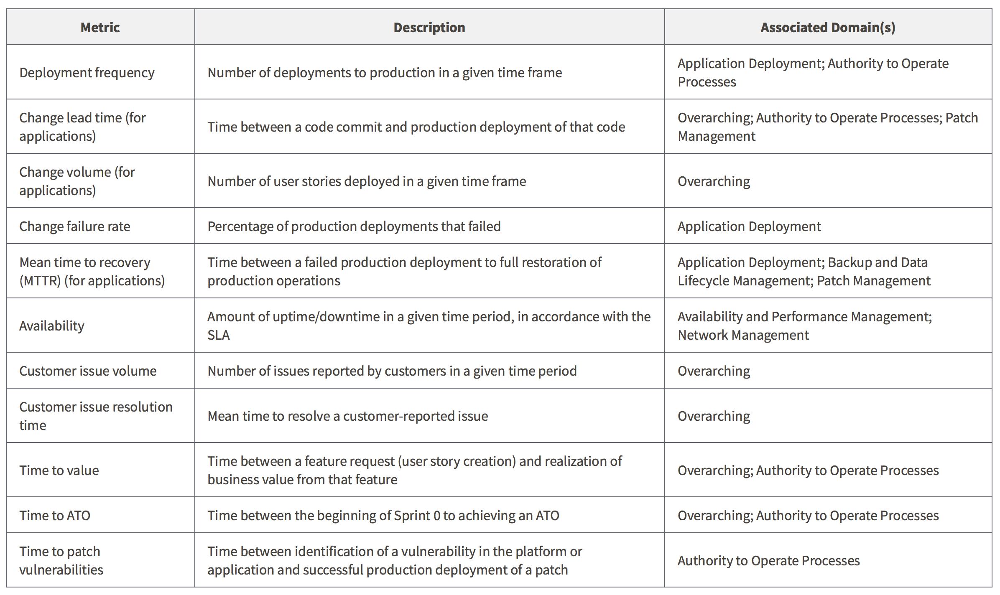 Metric
Description
Associated Domain(s)
Deployment frequency
Number of deployments to production in a given time frame
Application Deployment; Authority to Operate
Processes
Change lead time (for
applications)
Time between a code commit and production deployment of that code
Overarching; Authority to Operate Processes; Patch
Management
Change volume (for
applications)
Number of user stories deployed in a given time frame
Overarching
Change failure rate
Percentage of production deployments that failed
Application Deployment
Mean time to recovery
(MTTR) (for applications)
Time between a failed production deployment to full restoration of
production operations
Application Deployment; Backup and Data
Lifecycle Management; Patch Management
Availability
Amount of uptime/downtime in a given time period, in accordance with the
SLA
Availability and Performance Management;
Network Management
Customer issue volume
Number of issues reported by customers in a given time period
Overarching
Customer issue resolution
time
Mean time to resolve a customer-reported issue
Overarching
Time to value
Time between a feature request (user story creation) and realization of
business value from that feature
Overarching; Authority to Operate Processes
Time to ATO
Time between the beginning of Sprint 0 to achieving an ATO
Overarching; Authority to Operate Processes
Time to patch
vulnerabilities
Time between identification of a vulnerability in the platform or
application and successful production deployment of a patch
Authority to Operate Processes